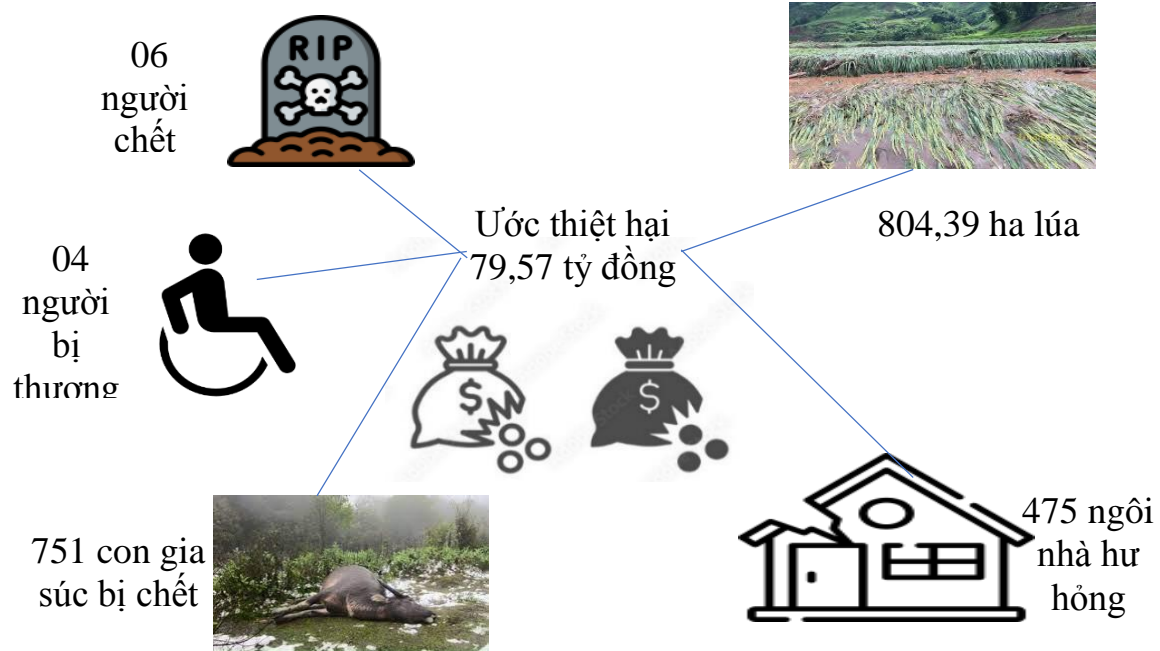 06
người
chết
RIP
Ước thiệt hại
79,57 tỷ đồng
804,39 ha lúa
04
người
bị
thương
$
$
751 con gia
súc bị chết
475 ngôi
nhà hư
hỏng